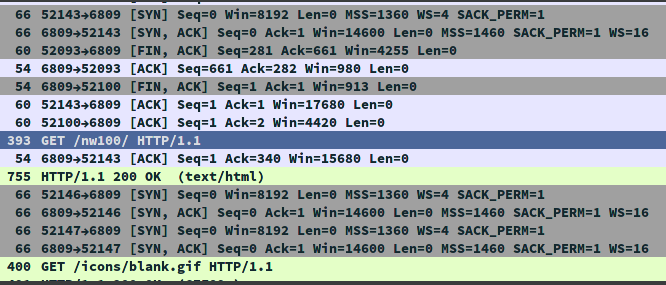 66 52143→6809 [SYN] Seq=0 Win=8192 Len=0 MSS=1360 WS=4 SACK_PERM=1
66 6809→52143 [SYN, ACK] Seq=0 Ack=1 Win=14600 Len=0 MSS=1460 SACK_PERM=1 WS=16
60 52093→6809 [FIN, ACK] Seq=281 Ack=661 Win=4255 Len=0
54 6809→52093 [ACK] Seq=661 Ack=282 Win=980 Len=0
54 6809→52100 [FIN, ACK] Seq=1 Ack=1 Win=913 Len=0
60 52143→6809 [ACK] Seq=1 Ack=1 Win=17680 Len=0
60 52100→6809 [ACK] Seq=1 Ack=2 Win=4420 Len=0
393 GET /nw100/ HTTP/1.1
54 6809→52143 [ACK] Seq=1 Ack=340 Win=15680 Len=0
755 HTTP/1.1 200 OK (text/html)
66 52146→6809 [SYN] Seq=0 Win=8192 Len=0 MSS=1360 WS=4 SACK_PERM=1
66 6809→52146 [SYN, ACK] Seq=0 Ack=1 Win=14600 Len=0 MSS=1460 SACK_PERM=1 WS=16
66 52147→6809 [SYN] Seq=0 Win=8192 Len=0 MSS=1360 WS=4 SACK_PERM=1
66 6809→52147 [SYN, ACK] Seq=0 Ack=1 Win=14600 Len=0 MSS=1460 SACK_PERM=1 WS=16
400 GET /icons/blank.gif HTTP/1.1